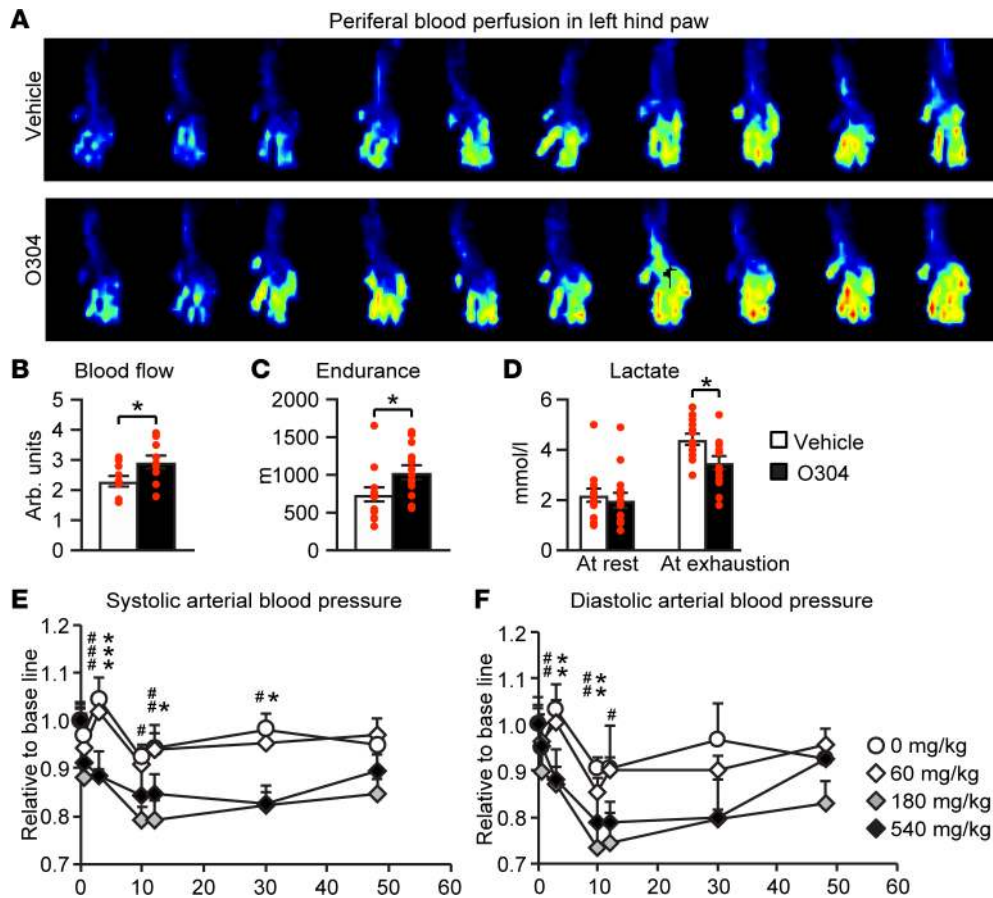 A
Periferal blood perfusion in left hind paw
Vehicle
O304
B
Blood flow
Arb. units
5
4
3
2
1
0
*
C
Endurance
m
2000
1500
1000
500
0
*
D
Lactate
mmol/l
6
4
2
0
*
At rest
At exhaustion
Vehicle
O304
E
Systolic arterial blood pressure
Relative to base line
1.2
1.1
1.0
0.9
0.8
0.7
# *
# *
# *
#
#
# *
# *
0 10 20 30 40 50 60
F
Diastolic arterial blood pressure
Relative to base line
1.2
1.1
1.0
0.9
0.8
0.7
# *
# *
# *
# *
#
0 10 20 30 40 50 60
0 mg/kg
60 mg/kg
180 mg/kg
540 mg/kg